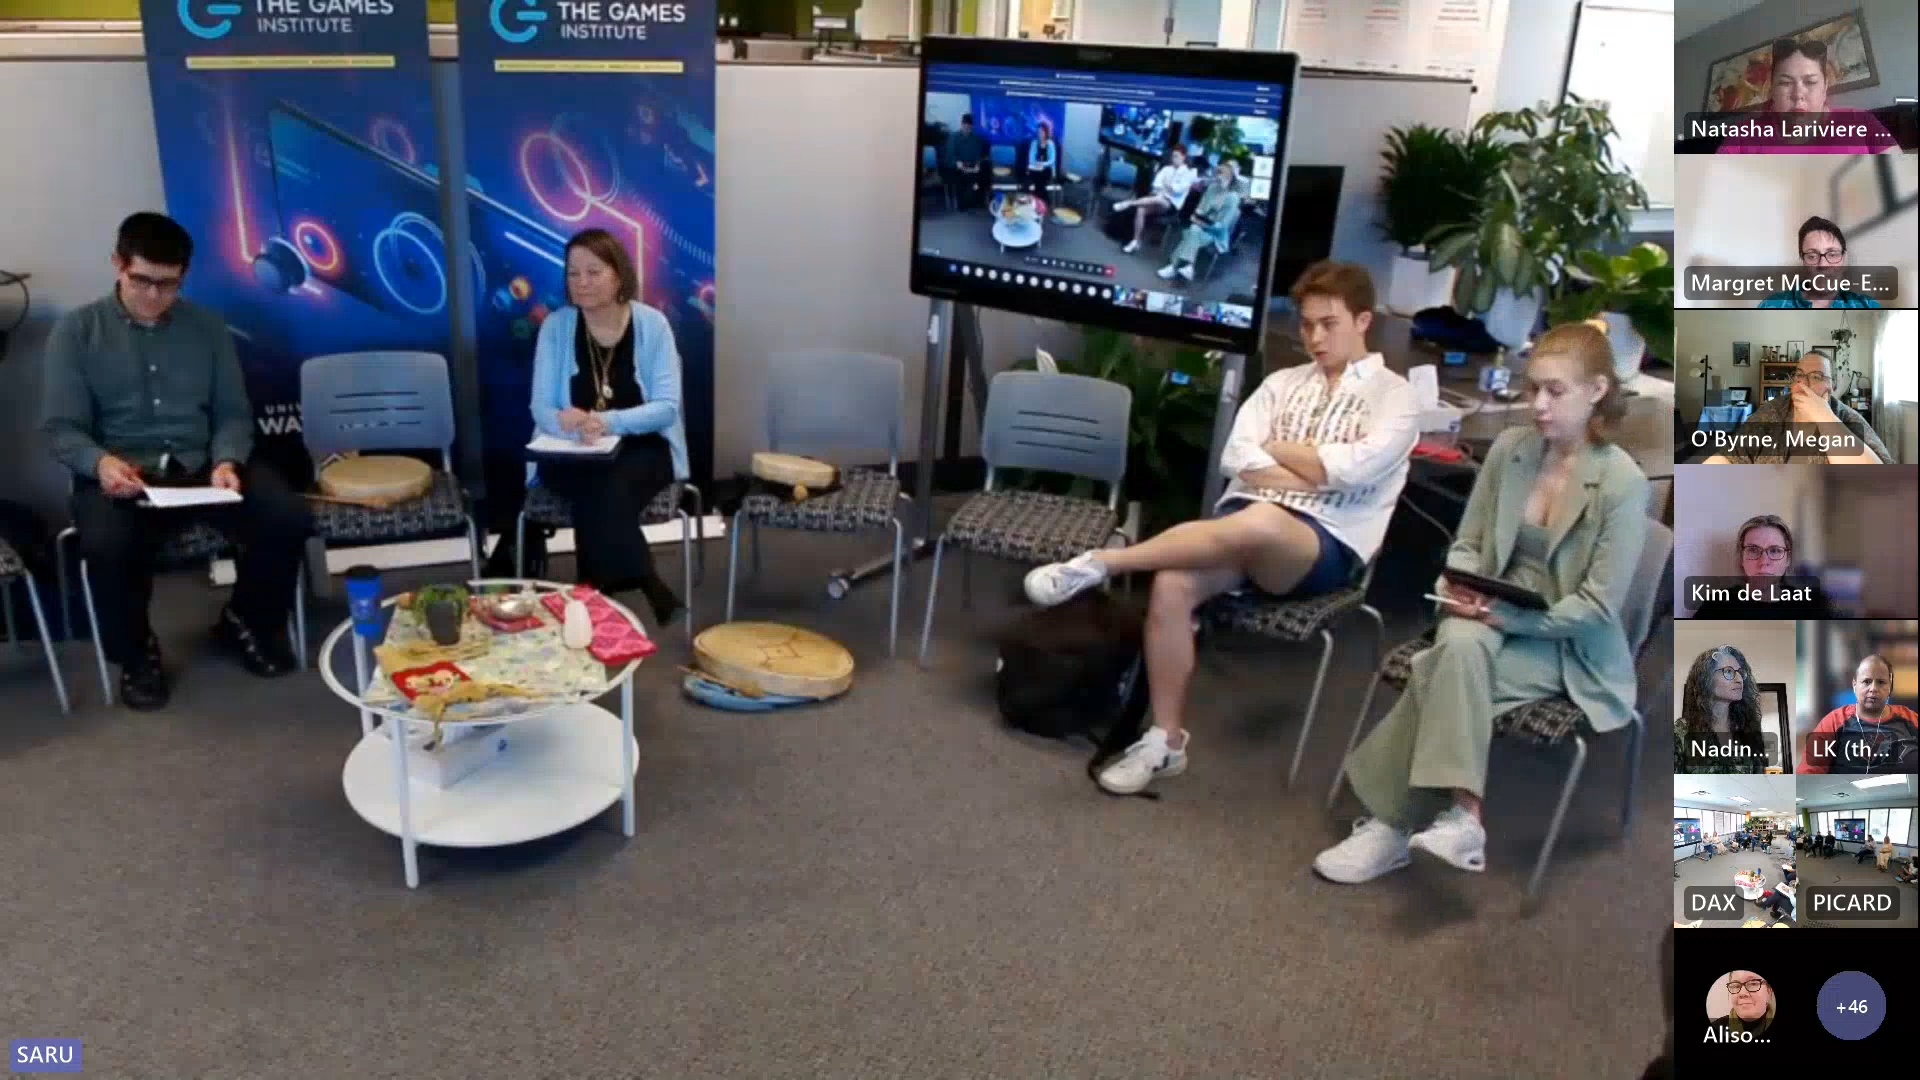 THE GAMES
INSTITUTE
THE GAMES
INSTITUTE
Natasha Lariviere ...
Margret McCue-E...
O'Byrne, Megan
Kim de Laat
Nadin...
LK (th...
DAX
PICARD
Aliso...
+46
SARU